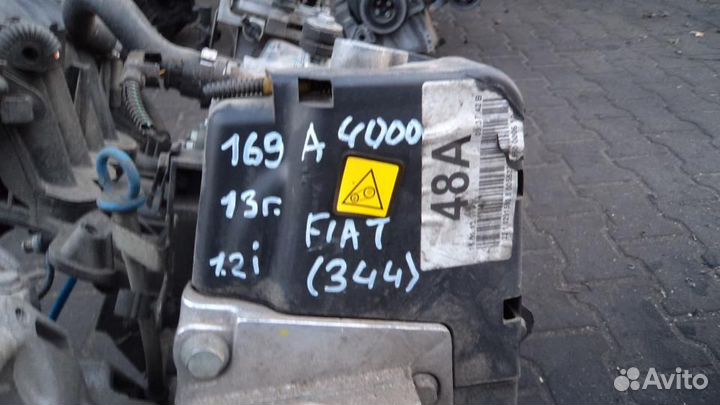 169 A 4000
13г.
1.2i
FIAT
(344)
48A
Avito